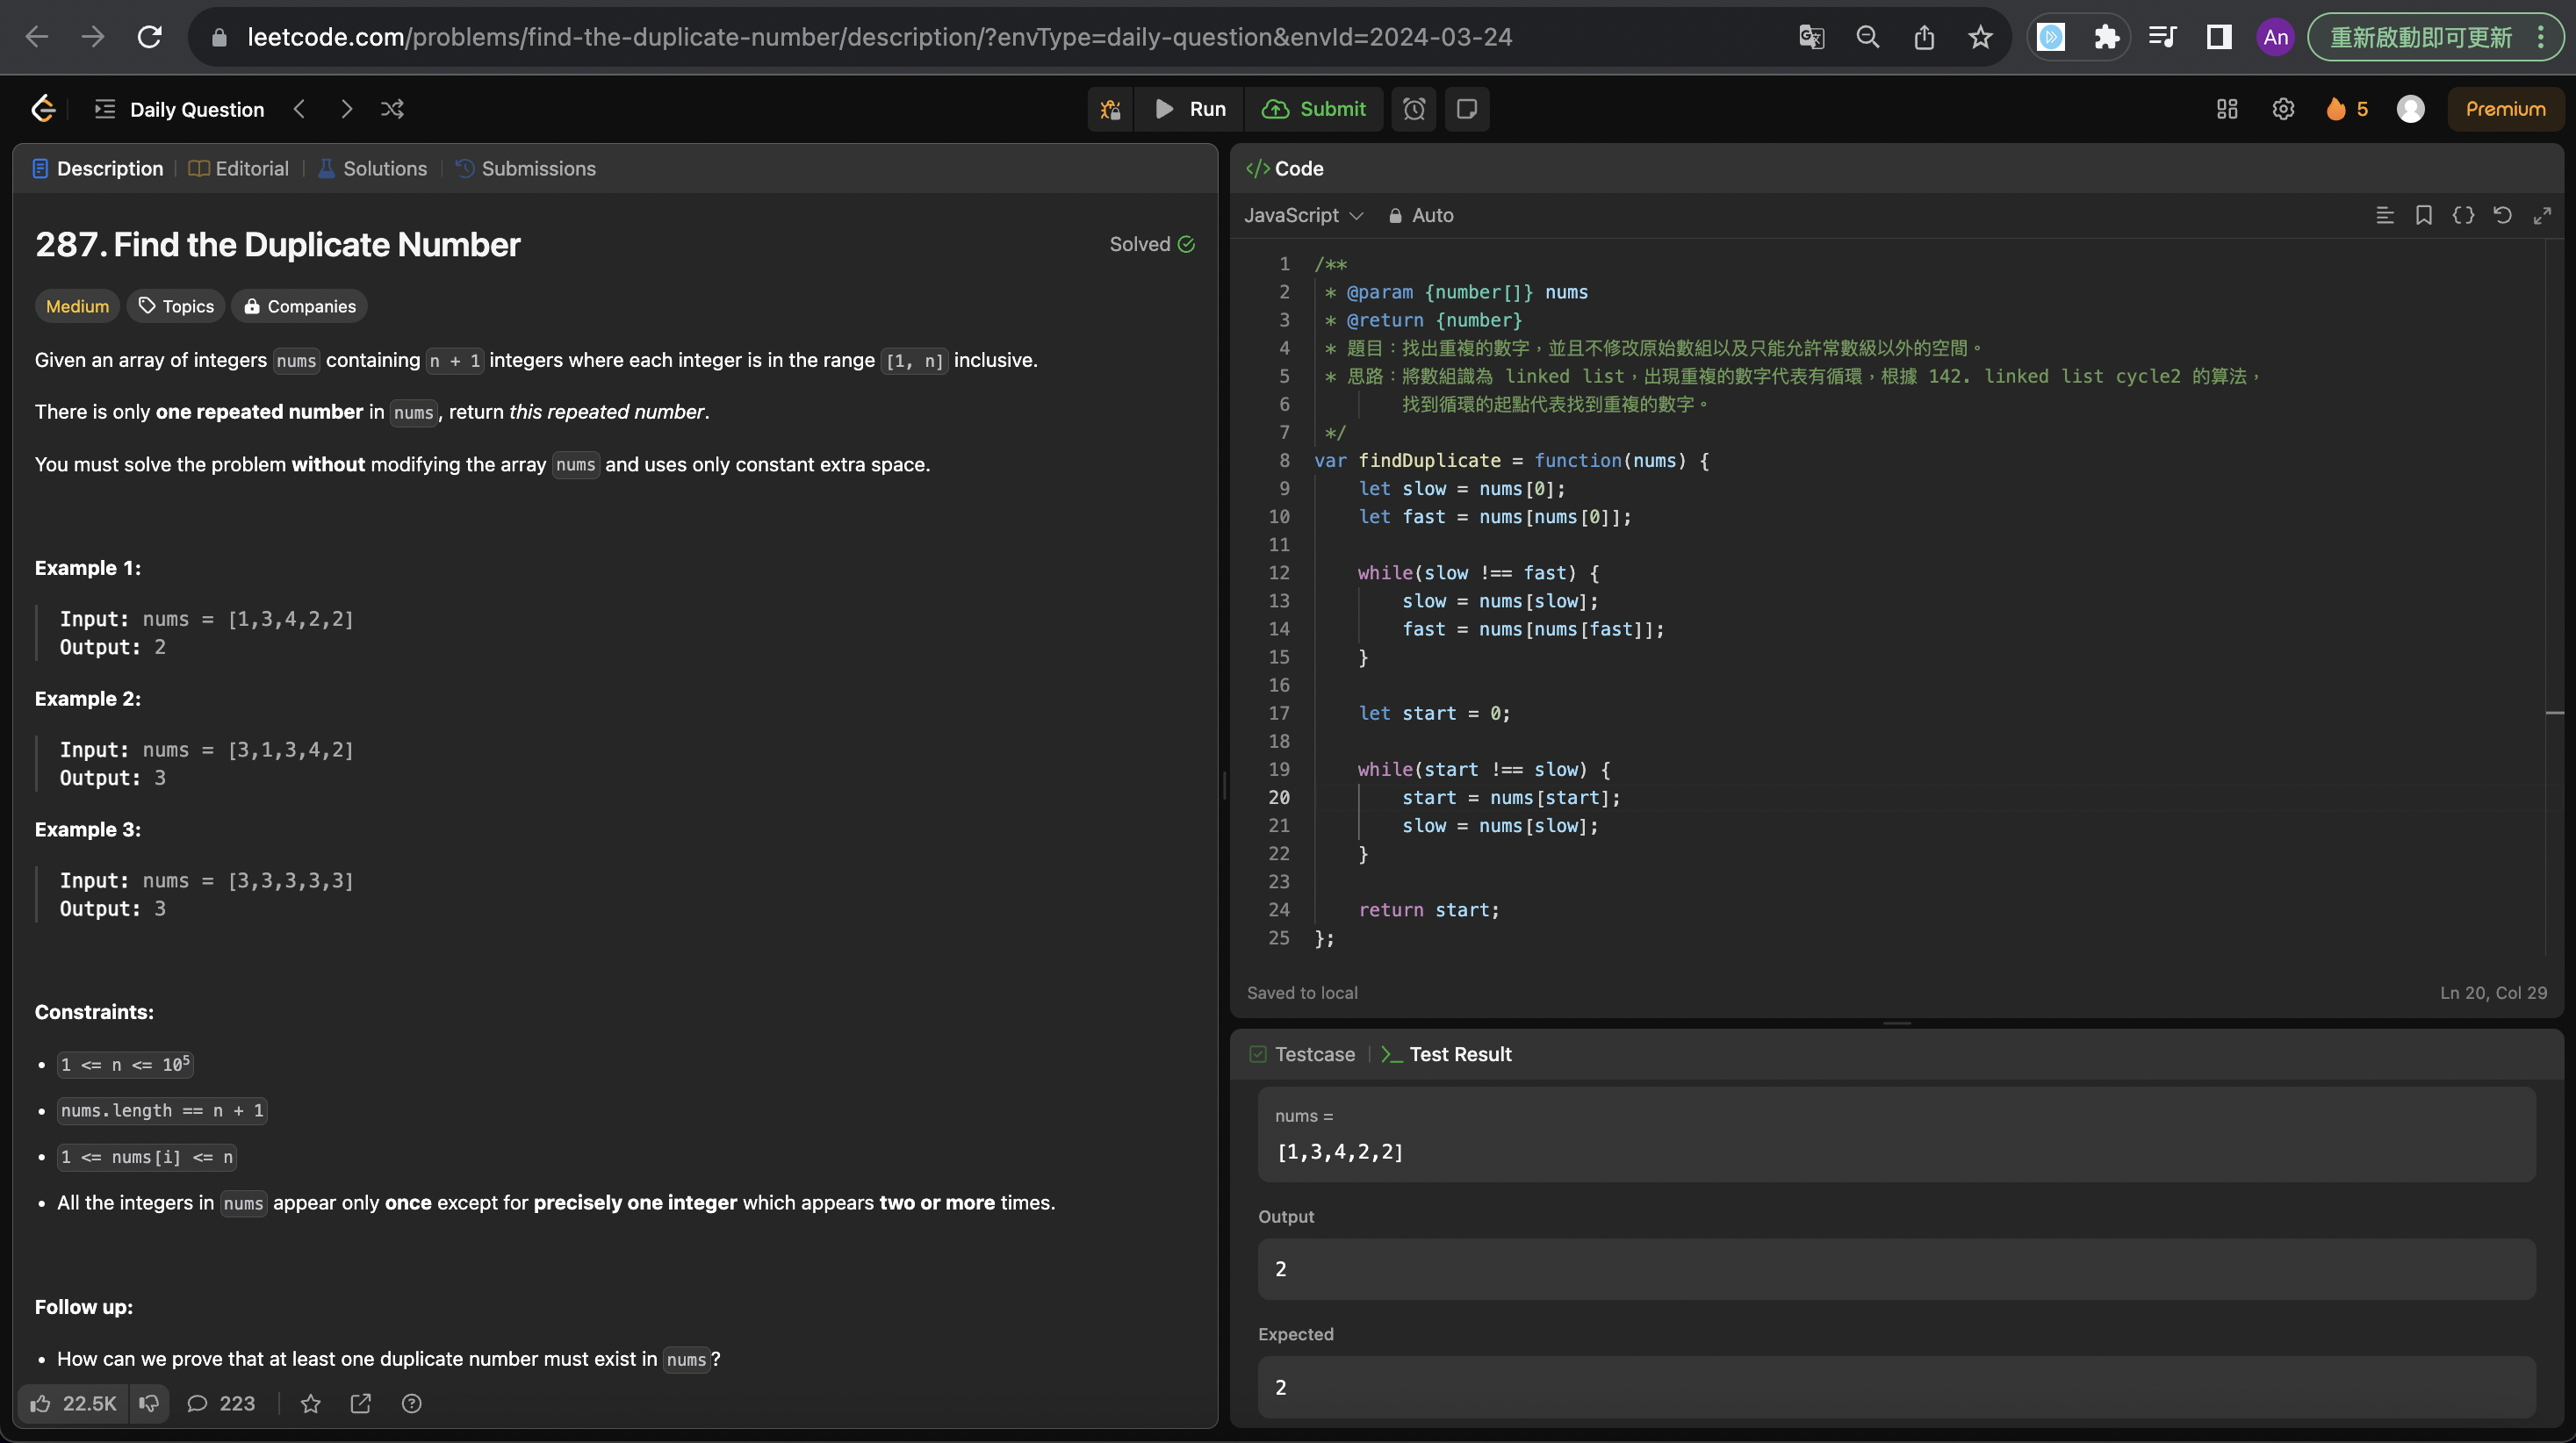 leetcode.com/problems/find-the-duplicate-number/description/?envType=daily-question&envId=2024-03-24
An
重新啟動即可更新
Daily Question
Run
Submit
5
Premium
Description
Editorial
Solutions
Submissions
287. Find the Duplicate Number
Solved
Medium
Topics
Companies
Given an array of integers nums containing n + 1 integers where each integer is in the range [1, n] inclusive.
There is only one repeated number in nums, return this repeated number.
You must solve the problem without modifying the array nums and uses only constant extra space.
Example 1:
Input: nums = [1,3,4,2,2]
Output: 2
Example 2:
Input: nums = [3,1,3,4,2]
Output: 3
Example 3:
Input: nums = [3,3,3,3,3]
Output: 3
Constraints:
1 <= n <= 10⁵
nums.length == n + 1
1 <= nums[i] <= n
All the integers in nums appear only once except for precisely one integer which appears two or more times.
Follow up:
How can we prove that at least one duplicate number must exist in nums?
22.5K
223
</> Code
JavaScript
Auto
1 /**
2 * @param {number[]} nums
3 * @return {number}
4 * 題目：找出重複的數字，並且不修改原始數組以及只能允許常數級以外的空間。
5 * 思路：將數組識為 linked list，出現重複的數字代表有循環，根據 142. linked list cycle2 的算法，
6 找到循環的起點代表找到重複的數字。
7 */
8 var findDuplicate = function(nums) {
9 let slow = nums[0];
10 let fast = nums[nums[0]];
11
12 while(slow !== fast) {
13 slow = nums[slow];
14 fast = nums[nums[fast]];
15 }
16
17 let start = 0;
18
19 while(start !== slow) {
20 start = nums[start];
21 slow = nums[slow];
22 }
23
24 return start;
25 };
Saved to local
Ln 20, Col 29
Testcase
Test Result
nums =
[1,3,4,2,2]
Output
2
Expected
2